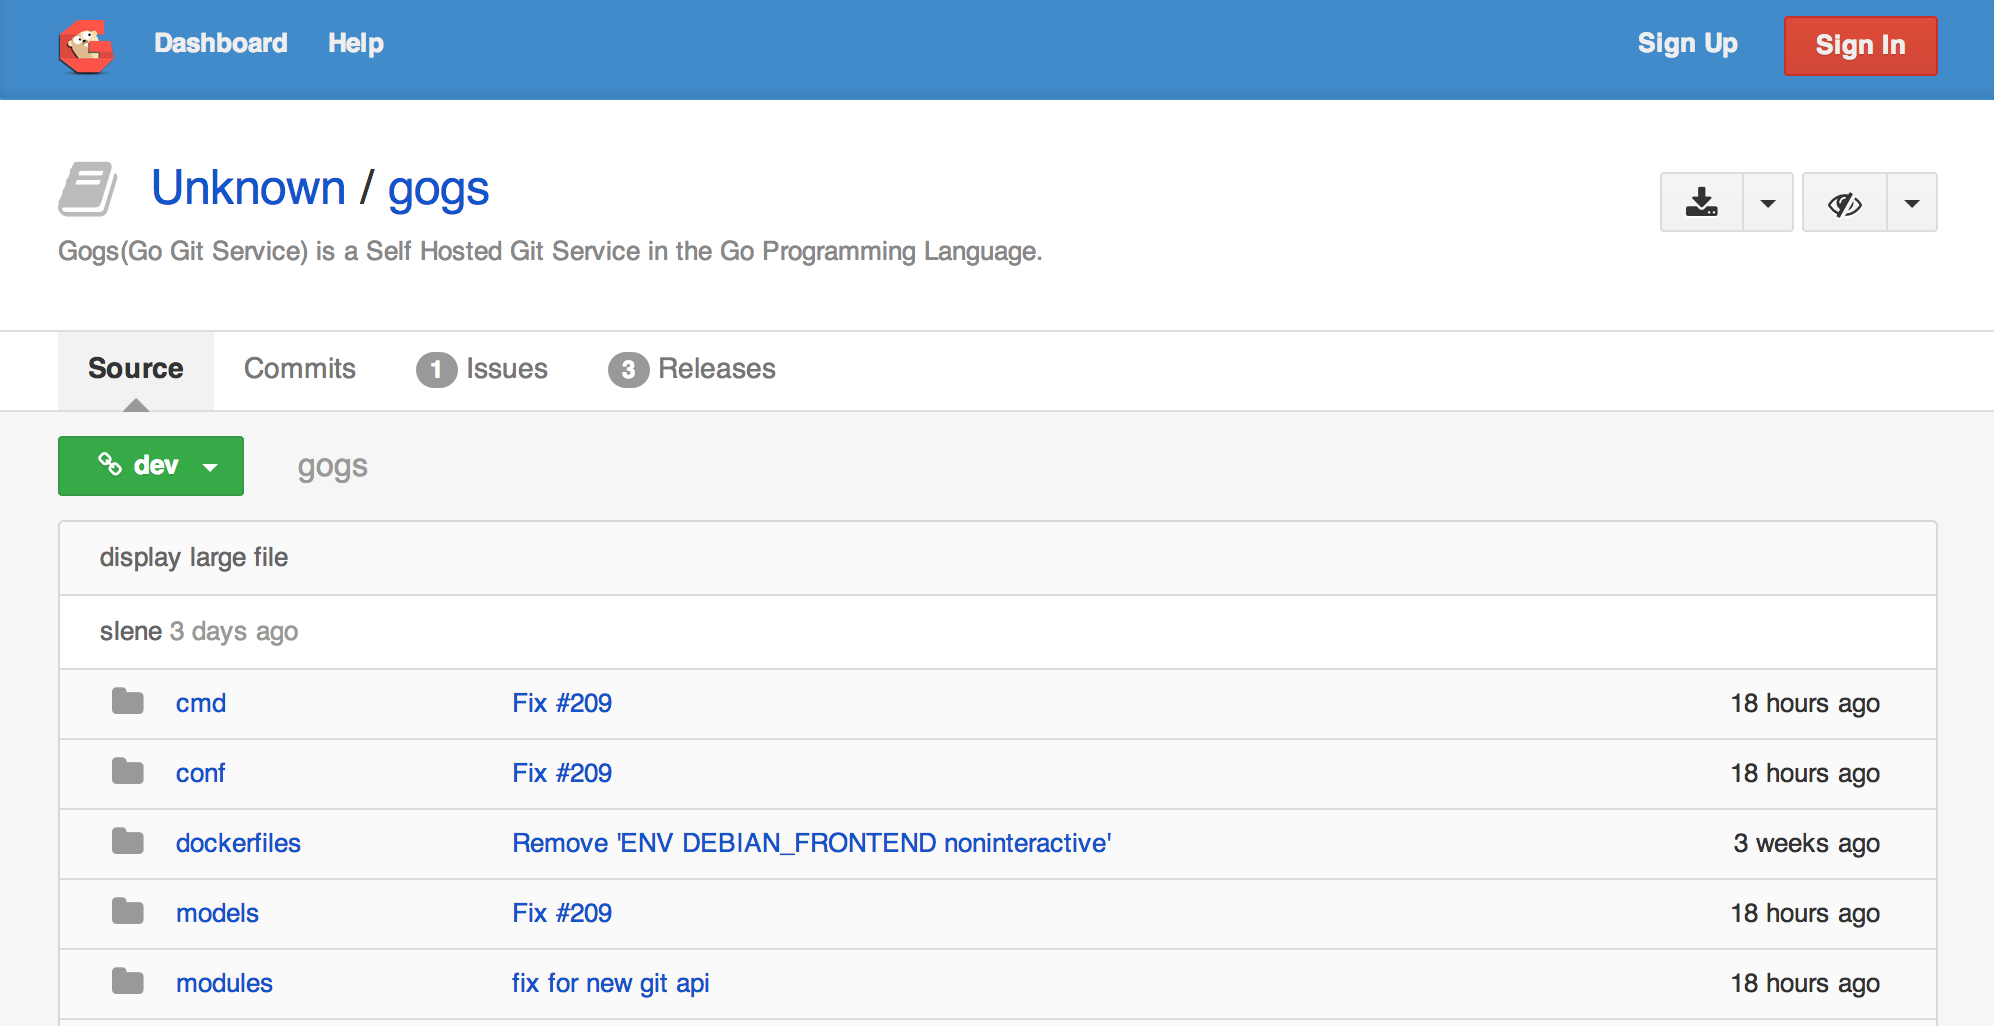 Dashboard Help Sign Up Sign In
Unknown / gogs
Gogs(Go Git Service) is a Self Hosted Git Service in the Go Programming Language.
Source Commits 1 Issues 3 Releases
dev gogs
display large file
slene 3 days ago
cmd Fix #209 18 hours ago
conf Fix #209 18 hours ago
dockerfiles Remove 'ENV DEBIAN_FRONTEND noninteractive' 3 weeks ago
models Fix #209 18 hours ago
modules fix for new git api 18 hours ago